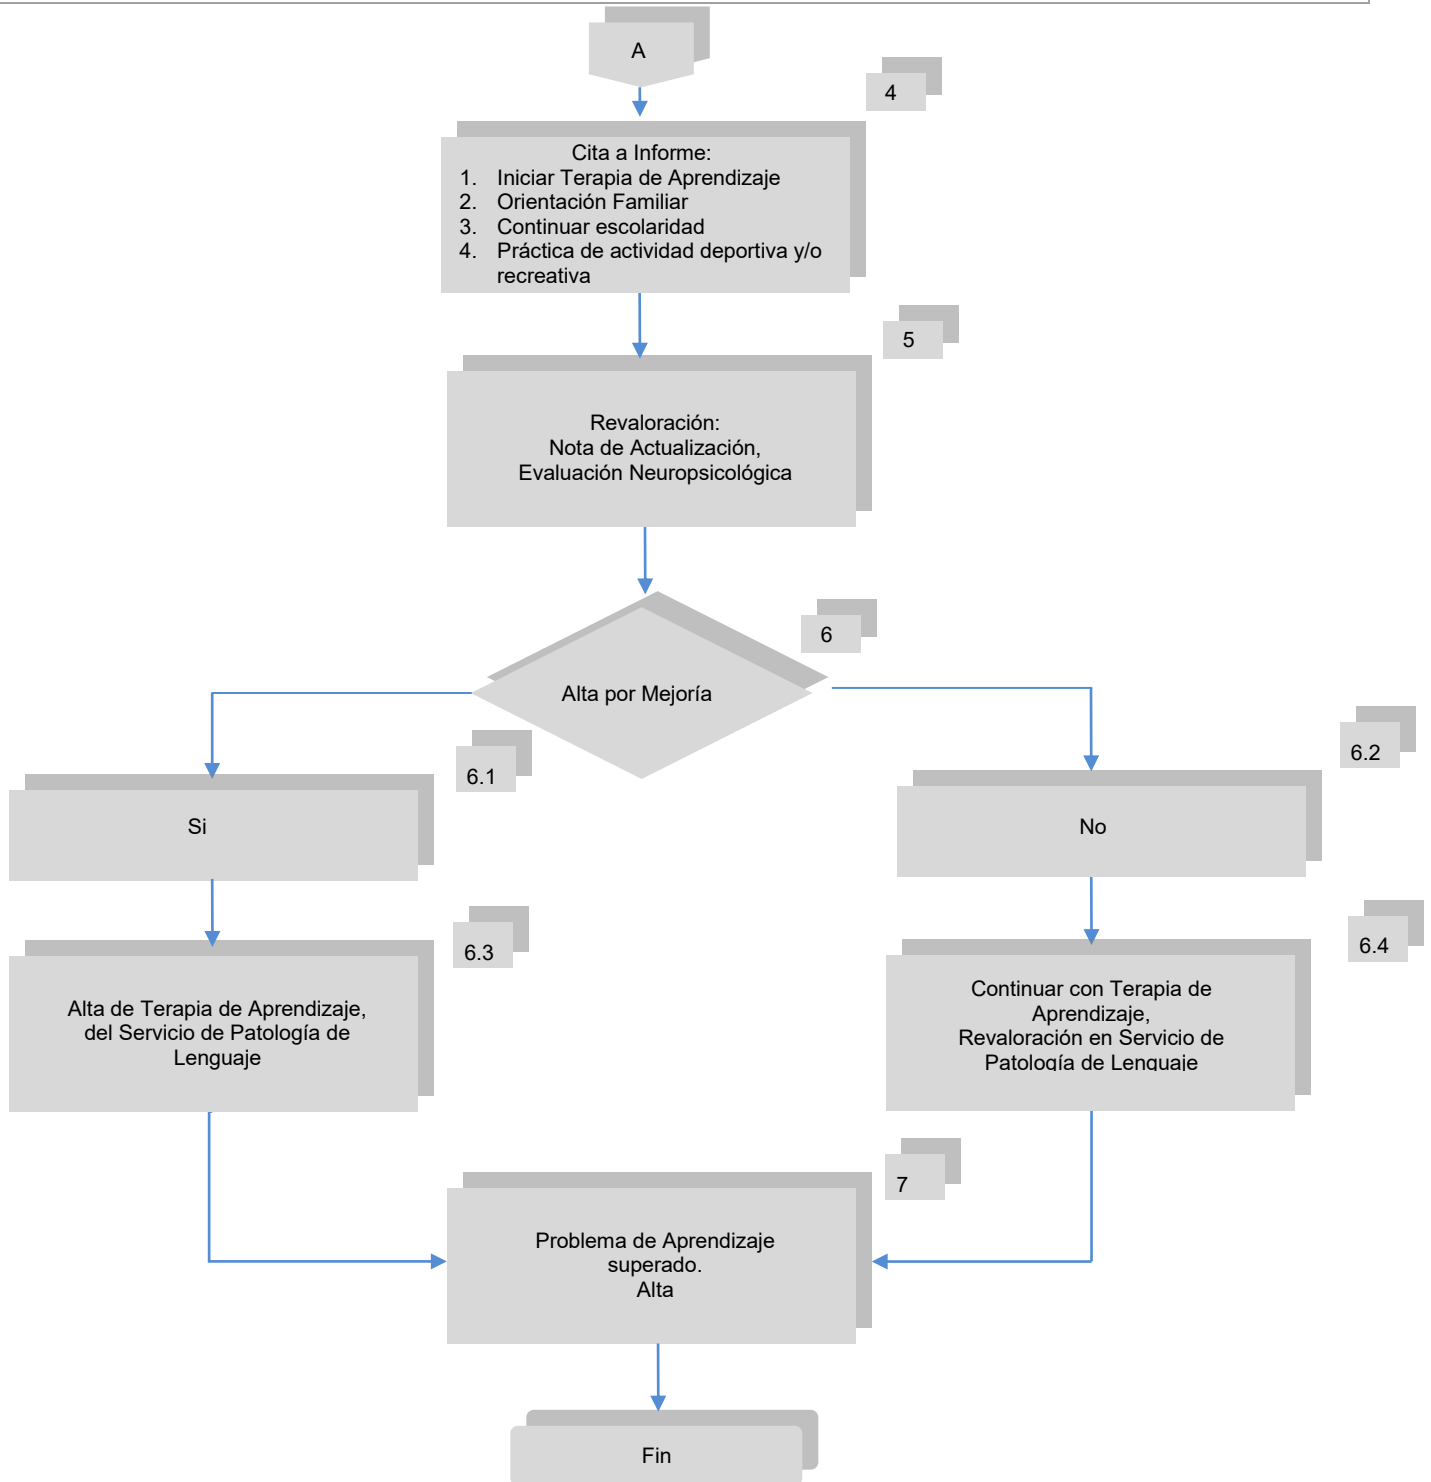 A
4
Cita a Informe:
1. Iniciar Terapia de Aprendizaje
2. Orientación Familiar
3. Continuar escolaridad
4. Práctica de actividad deportiva y/o
recreativa
5
Revaloración:
Nota de Actualización,
Evaluación Neuropsicológica
6
Alta por Mejoría
6.1
6.2
Si
No
6.3
6.4
Alta de Terapia de Aprendizaje,
del Servicio de Patología de
Lenguaje
Continuar con Terapia de
Aprendizaje,
Revaloración en Servicio de
Patología de Lenguaje
7
Problema de Aprendizaje
superado.
Alta
Fin